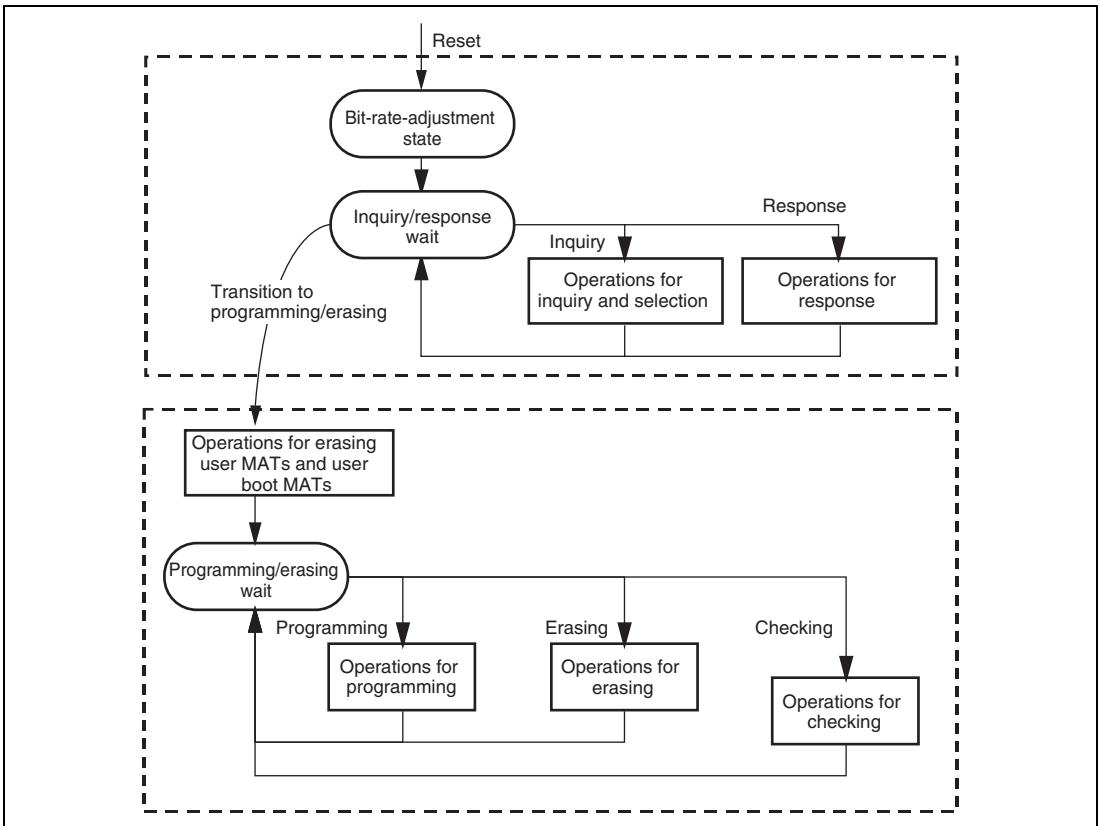 Reset
Bit-rate-adjustment
state
Inquiry/response
wait
Response
Inquiry
Operations for
inquiry and selection
Operations for
response
Transition to
programming/erasing
Operations for erasing
user MATs and user
boot MATs
Programming/erasing
wait
Programming
Erasing
Checking
Operations for
programming
Operations for
erasing
Operations for
checking